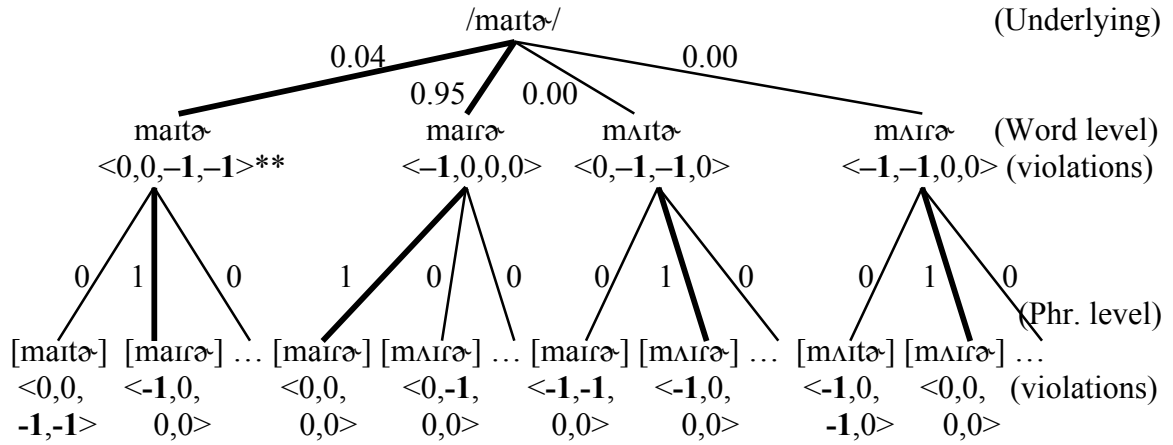 /maɪtɚ/ (Underlying)
0.04 0.95 0.00 0.00
maɪtɚ maɪɾɚ mʌɪtɚ mʌɪɾɚ (Word level)
<0,0,–1,–1>** <–1,0,0,0> <0,–1,–1,0> <–1,–1,0,0> (violations)
0 1 0 1 0 0 0 1 0 0 1 0
(Phr. level)
[maɪtɚ] [maɪɾɚ] … [maɪɾɚ] [mʌɪɾɚ] … [maɪɾɚ] [mʌɪɾɚ] … [mʌɪtɚ] [mʌɪɾɚ] …
<0,0, <-1,0, <0,0, <0,-1, <-1,-1, <-1,0, <-1,0, <0,0, (violations)
-1,-1> 0,0> 0,0> 0,0> 0,0> 0,0> -1,0> 0,0>